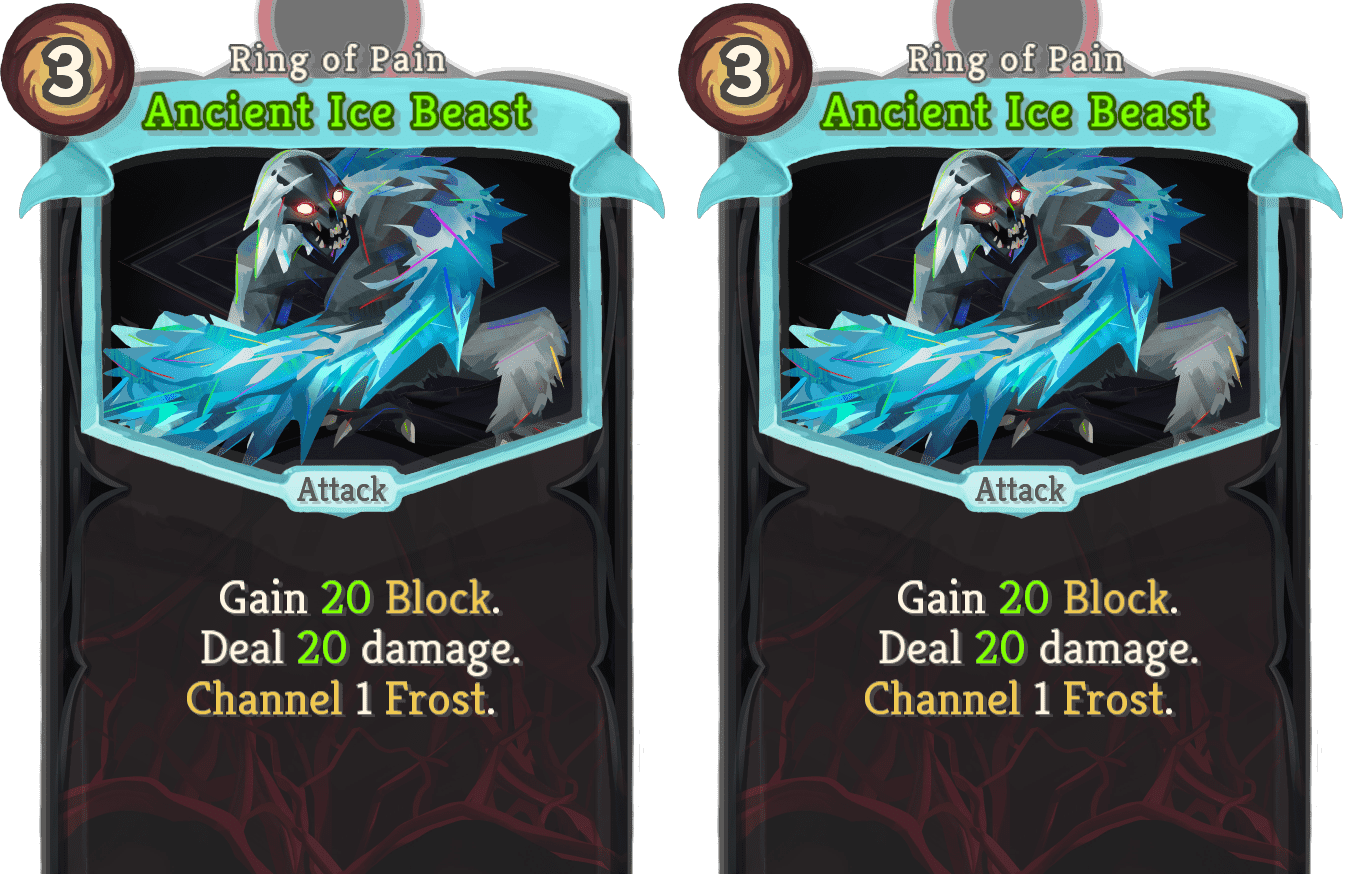 3
Ring of Pain
Ancient Ice Beast
Attack
Gain 20 Block.
Deal 20 damage.
Channel 1 Frost.
3
Ring of Pain
Ancient Ice Beast
Attack
Gain 20 Block.
Deal 20 damage.
Channel 1 Frost.